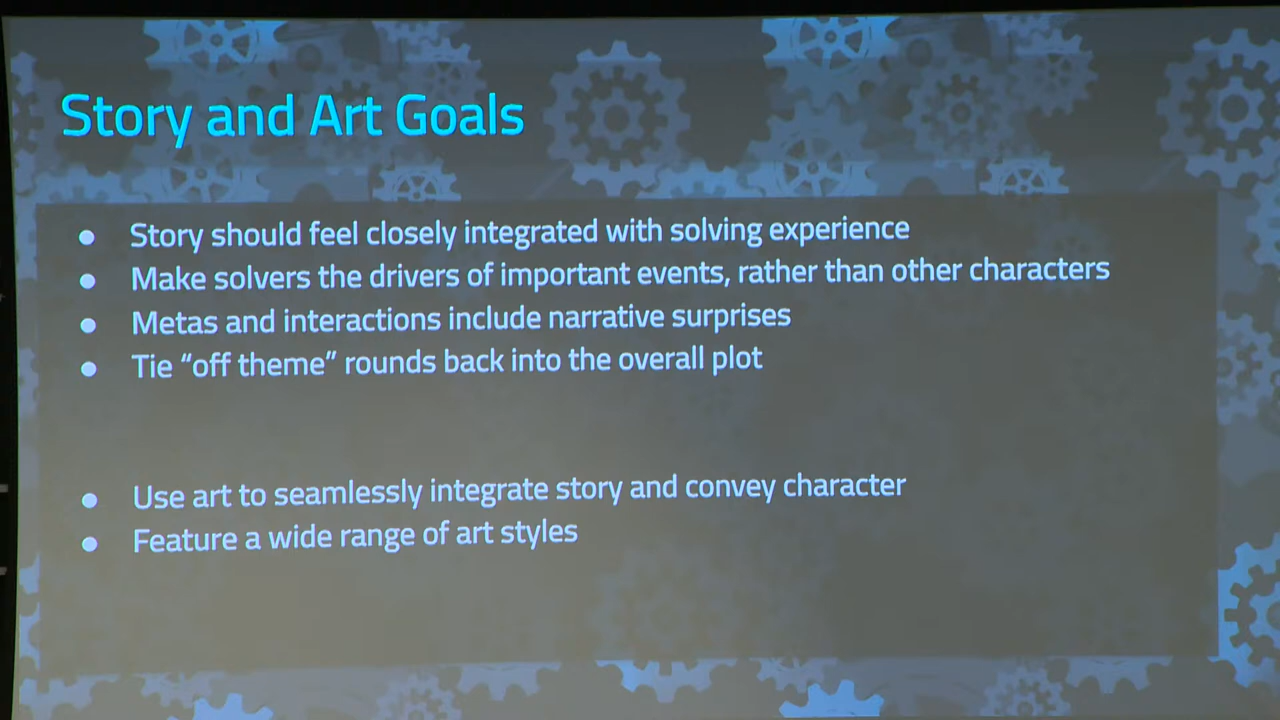 Story and Art Goals
● Story should feel closely integrated with solving experience
● Make solvers the drivers of important events, rather than other characters
● Metas and interactions include narrative surprises
● Tie “off theme” rounds back into the overall plot
● Use art to seamlessly integrate story and convey character
● Feature a wide range of art styles